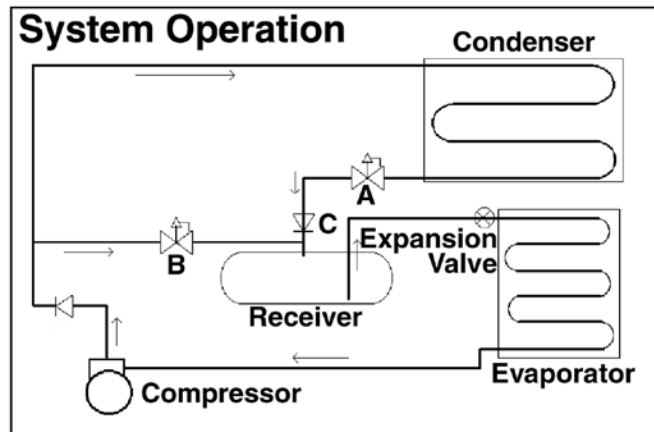 System Operation
Condenser
A
C
B
Expansion
Valve
Receiver
Evaporator
Compressor